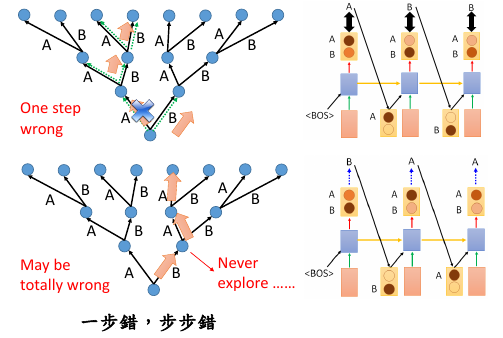 A B A B A B
A B A B
One step
wrong
A B
A B A B A B
A B A B
May be
totally wrong
A B
Never
explore ……
一步錯，步步錯
A B B
A A A
B B B
<BOS>
A B
B A A
A A A
B B B
<BOS>
B A